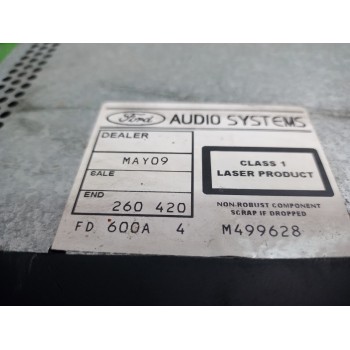 Ford AUDIO SYSTEMS
DEALER
MAY09
SALE
END
260 420
FD 600A 4
CLASS 1
LASER PRODUCT
NON-ROBUST COMPONENT
SCRAP IF DROPPED
M499628